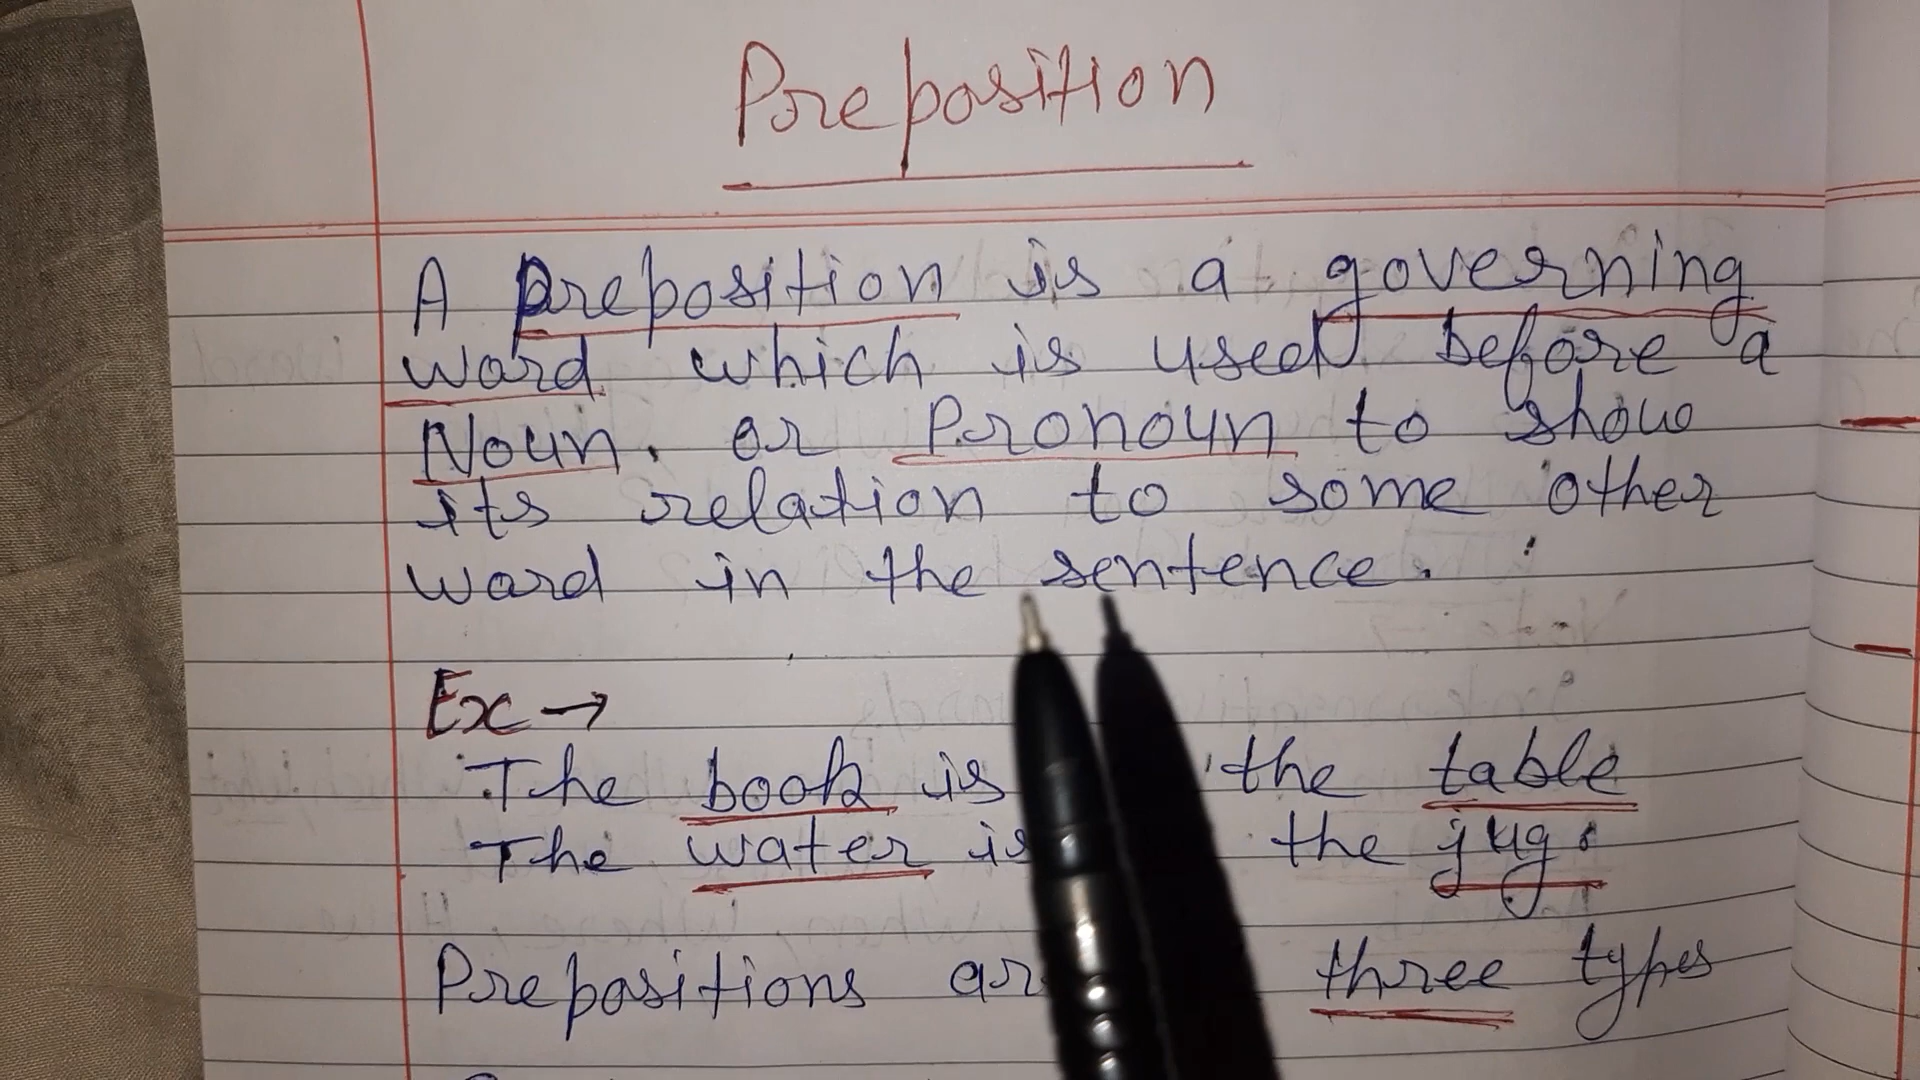 Preposition
A Preposition is a governing
word which is used before a
Noun. or Pronoun to show
its relation to some other
word in the sentence.
Ex →
The book is the table
The water is the jug.
Prepositions three types